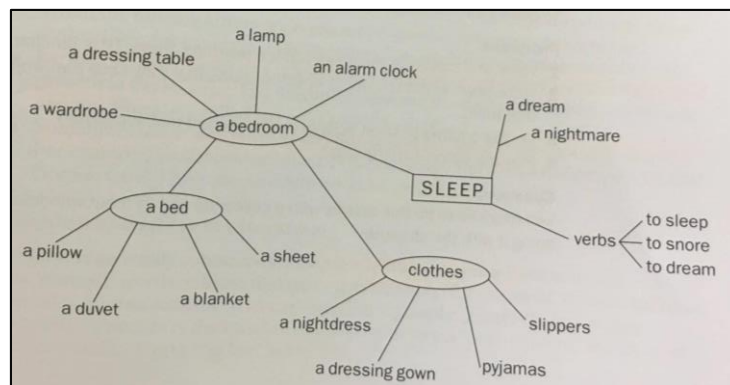 a lamp
a dressing table
an alarm clock
a wardrobe
a bedroom
a dream
a nightmare
SLEEP
a bed
verbs
to sleep
to snore
to dream
a pillow
a duvet
a blanket
a sheet
clothes
a nightdress
a dressing gown
pyjamas
slippers